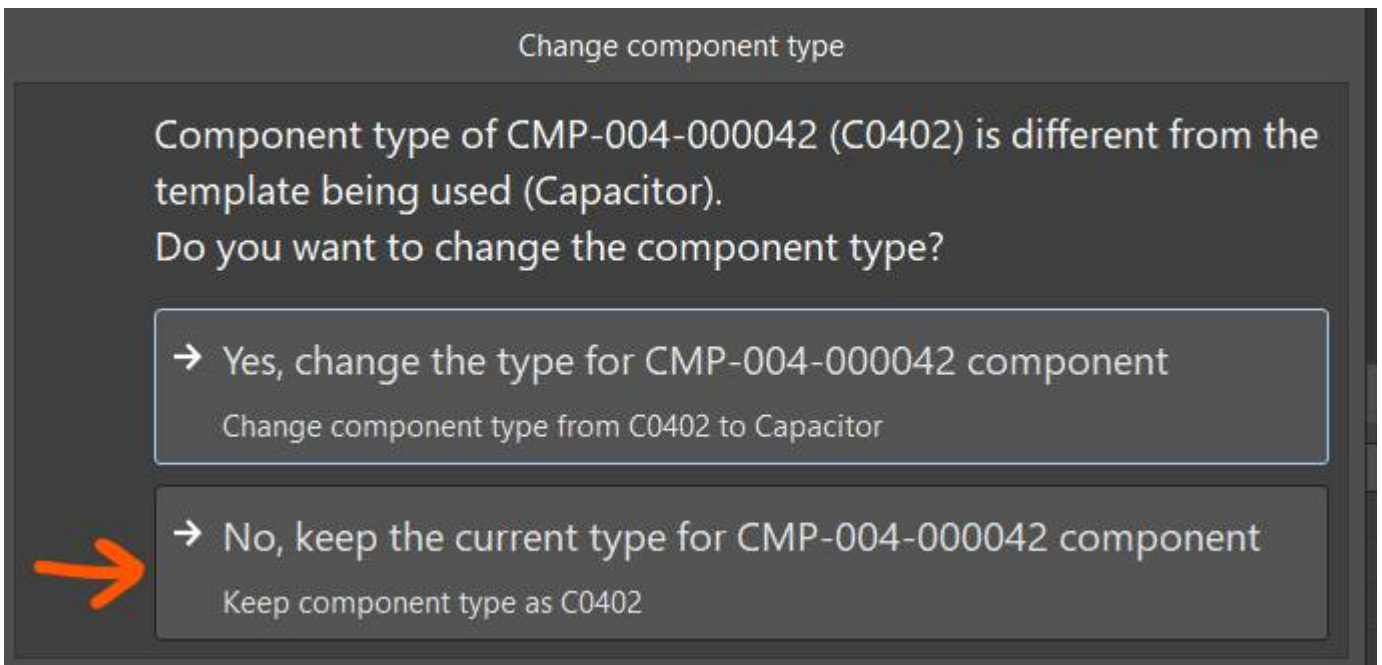 Change component type
Component type of CMP-004-000042 (C0402) is different from the
template being used (Capacitor).
Do you want to change the component type?
Yes, change the type for CMP-004-000042 component
Change component type from C0402 to Capacitor
No, keep the current type for CMP-004-000042 component
Keep component type as C0402